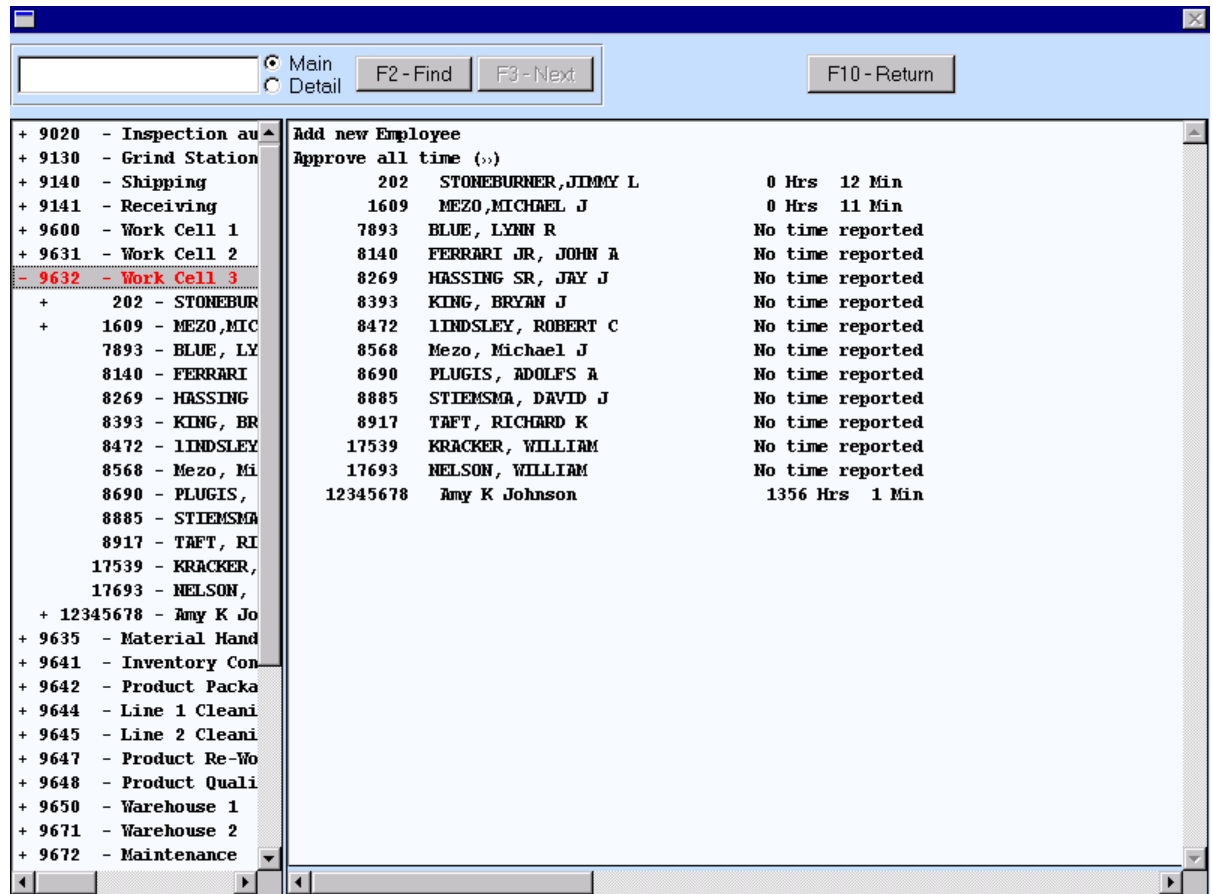 Main
Detail
F2 - Find
F3 - Next
F10 - Return
+ 9020 - Inspection au
+ 9130 - Grind Station
+ 9140 - Shipping
+ 9141 - Receiving
+ 9600 - Work Cell 1
+ 9631 - Work Cell 2
- 9632 - Work Cell 3
+ 202 - STONEBUR
+ 1609 - MEZO,MIC
7893 - BLUE, LY
8140 - FERRARI
8269 - HASSING
8393 - KING, BR
8472 - lINDSLEY
8568 - Mezo, Mi
8690 - PLUGIS,
8885 - STIEMSMA
8917 - TAFT, RI
17539 - KRACKER,
17693 - NELSON,
+ 12345678 - Amy K Jo
+ 9635 - Material Hand
+ 9641 - Inventory Con
+ 9642 - Product Packa
+ 9644 - Line 1 Cleani
+ 9645 - Line 2 Cleani
+ 9647 - Product Re-Wo
+ 9648 - Product Quali
+ 9650 - Warehouse 1
+ 9671 - Warehouse 2
+ 9672 - Maintenance
Add new Employee
Approve all time (»)
202 STONEBURNER,JIMMY L 0 Hrs 12 Min
1609 MEZO,MICHAEL J 0 Hrs 11 Min
7893 BLUE, LYNN R No time reported
8140 FERRARI JR, JOHN A No time reported
8269 HASSING SR, JAY J No time reported
8393 KING, BRYAN J No time reported
8472 lINDSLEY, ROBERT C No time reported
8568 Mezo, Michael J No time reported
8690 PLUGIS, ADOLFS A No time reported
8885 STIEMSMA, DAVID J No time reported
8917 TAFT, RICHARD K No time reported
17539 KRACKER, WILLIAM No time reported
17693 NELSON, WILLIAM No time reported
12345678 Amy K Johnson 1356 Hrs 1 Min